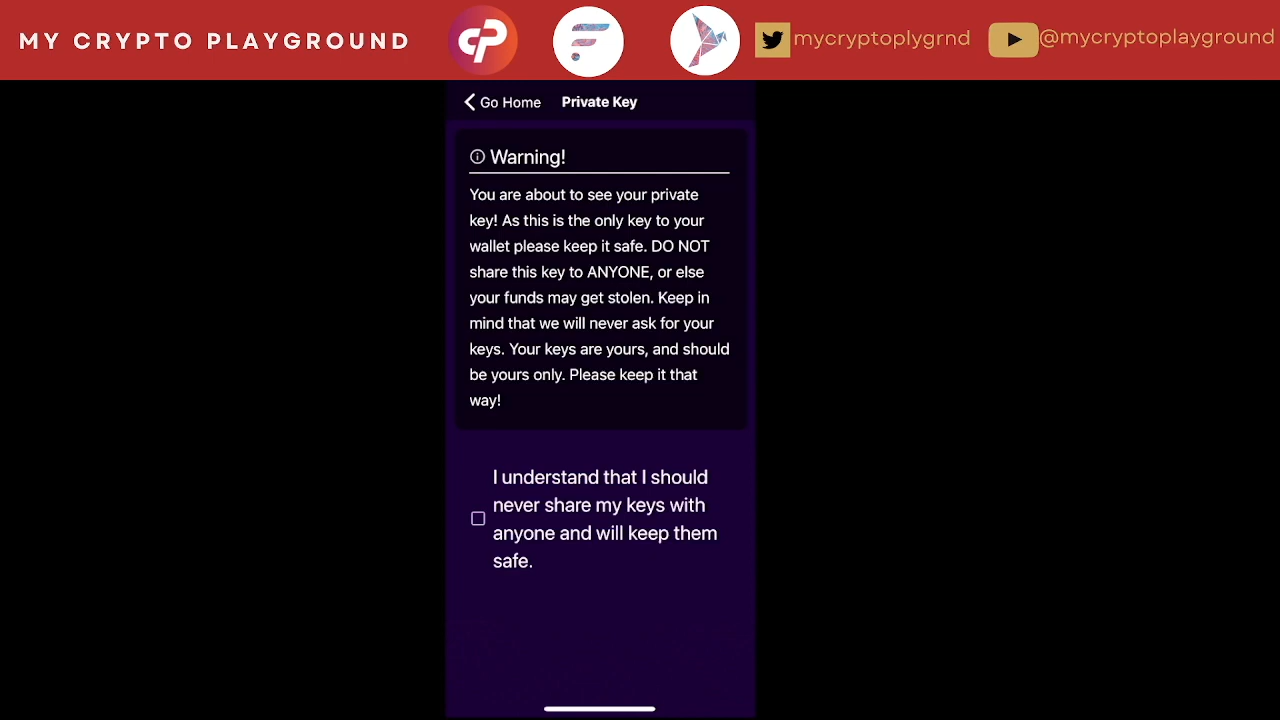 MY CRYPTO PLAYGROUND
mycryptoplygrnd
@mycryptoplayground
Go Home
Private Key
Warning!
You are about to see your private
key! As this is the only key to your
wallet please keep it safe. DO NOT
share this key to ANYONE, or else
your funds may get stolen. Keep in
mind that we will never ask for your
keys. Your keys are yours, and should
be yours only. Please keep it that
way!
I understand that I should
never share my keys with
anyone and will keep them
safe.